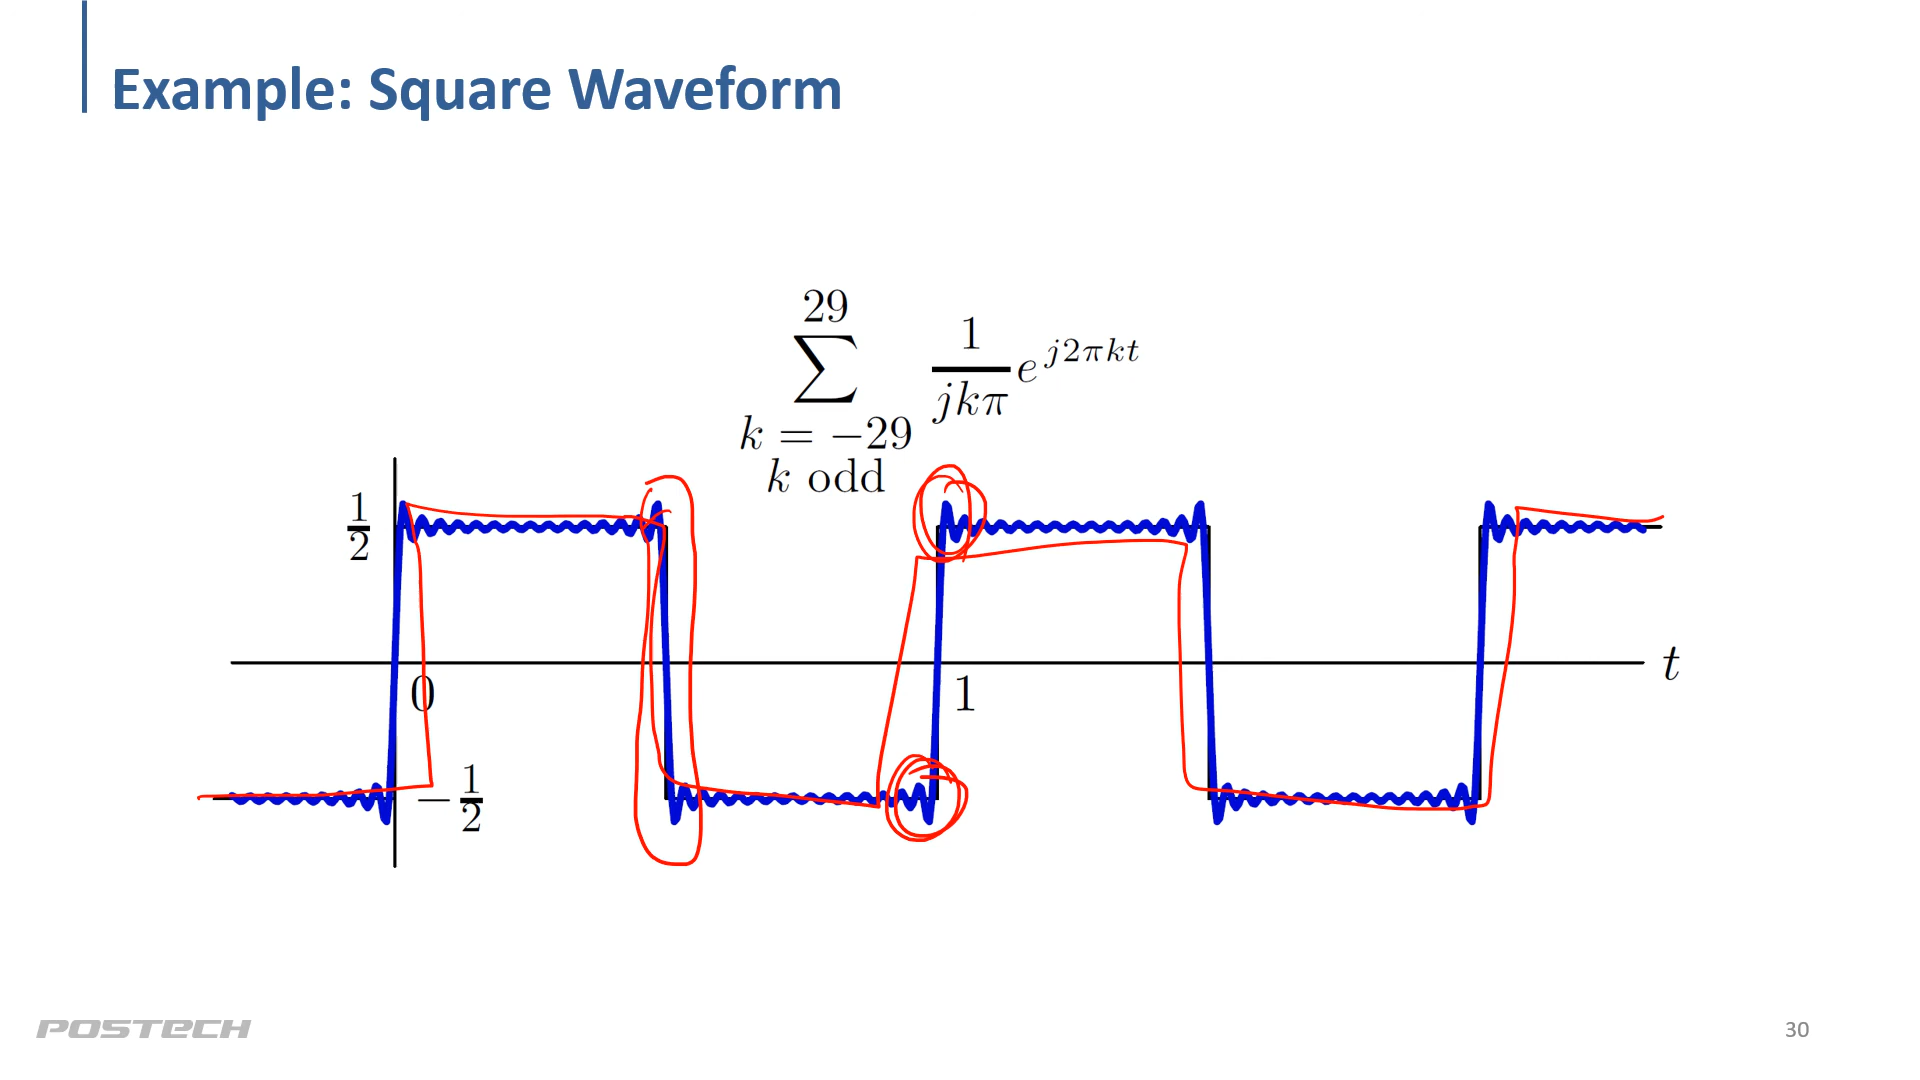 Example: Square Waveform
29
∑ 1/(jkπ) e^{j2πkt}
k = −29
k odd
1/2
t
0
1
−1/2
POSTECH
30